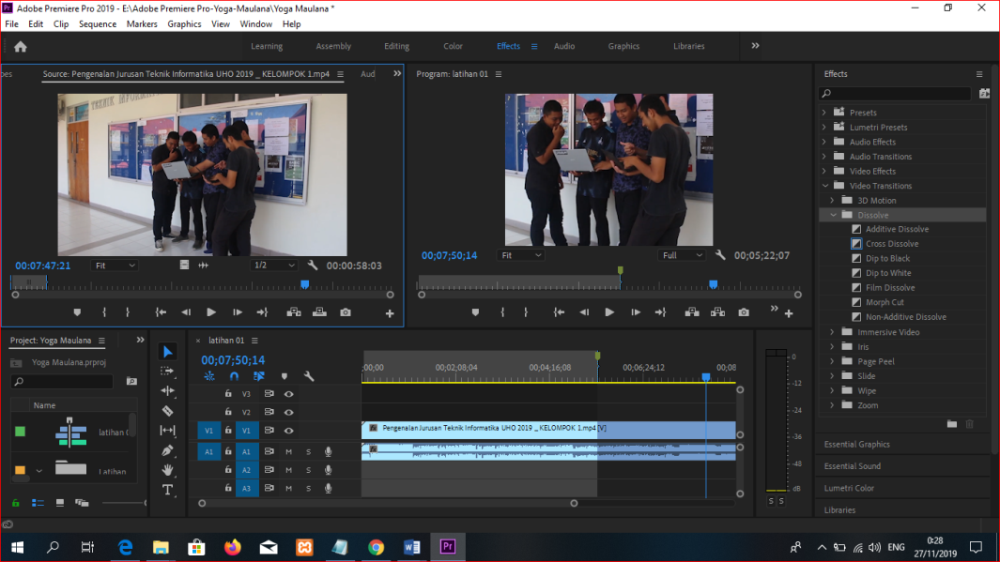 Adobe Premiere Pro 2019 - E:\Adobe Premiere Pro-Yoga-Maulana\Yoga Maulana *
File Edit Clip Sequence Markers Graphics View Window Help
Learning Assembly Editing Color Effects Audio Graphics Libraries
Source: Pengenalan Jurusan Teknik Informatika UHO 2019 _ KELOMPOK 1.mp4
Aud
Program: latihan 01
Effects
TEKNIK INFORMATI
00:07:47:21 Fit 1/2 00:00:58:03
00;07;50;14 Fit Full 00;05;22;07
Presets
Lumetri Presets
Audio Effects
Audio Transitions
Video Effects
Video Transitions
3D Motion
Dissolve
Additive Dissolve
Cross Dissolve
Dip to Black
Dip to White
Film Dissolve
Morph Cut
Non-Additive Dissolve
Immersive Video
Iris
Page Peel
Slide
Wipe
Zoom
Essential Graphics
Essential Sound
Lumetri Color
Libraries
Project: Yoga Maulana
Yoga Maulana.prproj
Name
latihan 0
Latihan
× latihan 01
00;07;50;14
;00;00 00;02;08;04 00;04;16;08 00;06;24;12 00;08
V3
V2
V1 V1
A1 A1 M S
A2 M S
A3 M S
Pengenalan Jurusan Teknik Informatika UHO 2019 _ KELOMPOK 1.mp4 [V]
0
-12
-24
-36
-48
dB
S S
ENG
0:28
27/11/2019